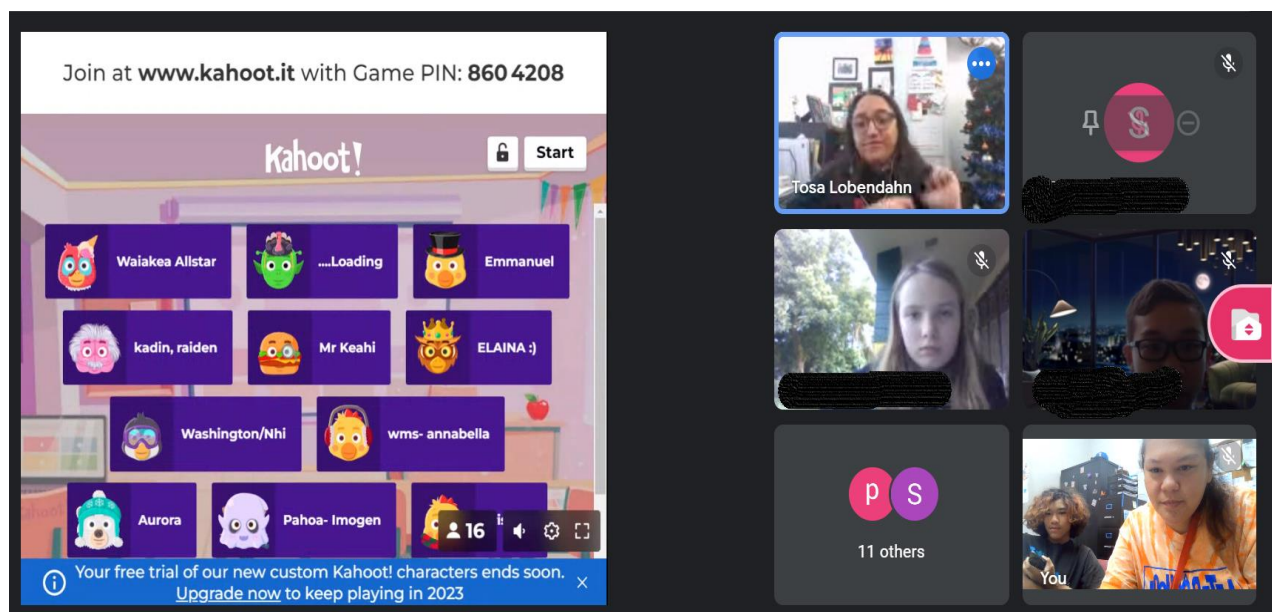 Join at www.kahoot.it with Game PIN: 860 4208
Kahoot!
Start
Waiakea Allstar
....Loading
Emmanuel
kadin, raiden
Mr Keahi
ELAINA :)
Washington/Nhi
wms- annabella
Aurora
Pahoa- Imogen
16
Your free trial of our new custom Kahoot! characters ends soon.
Upgrade now to keep playing in 2023
Tosa Lobendahn
S
P S
11 others
You